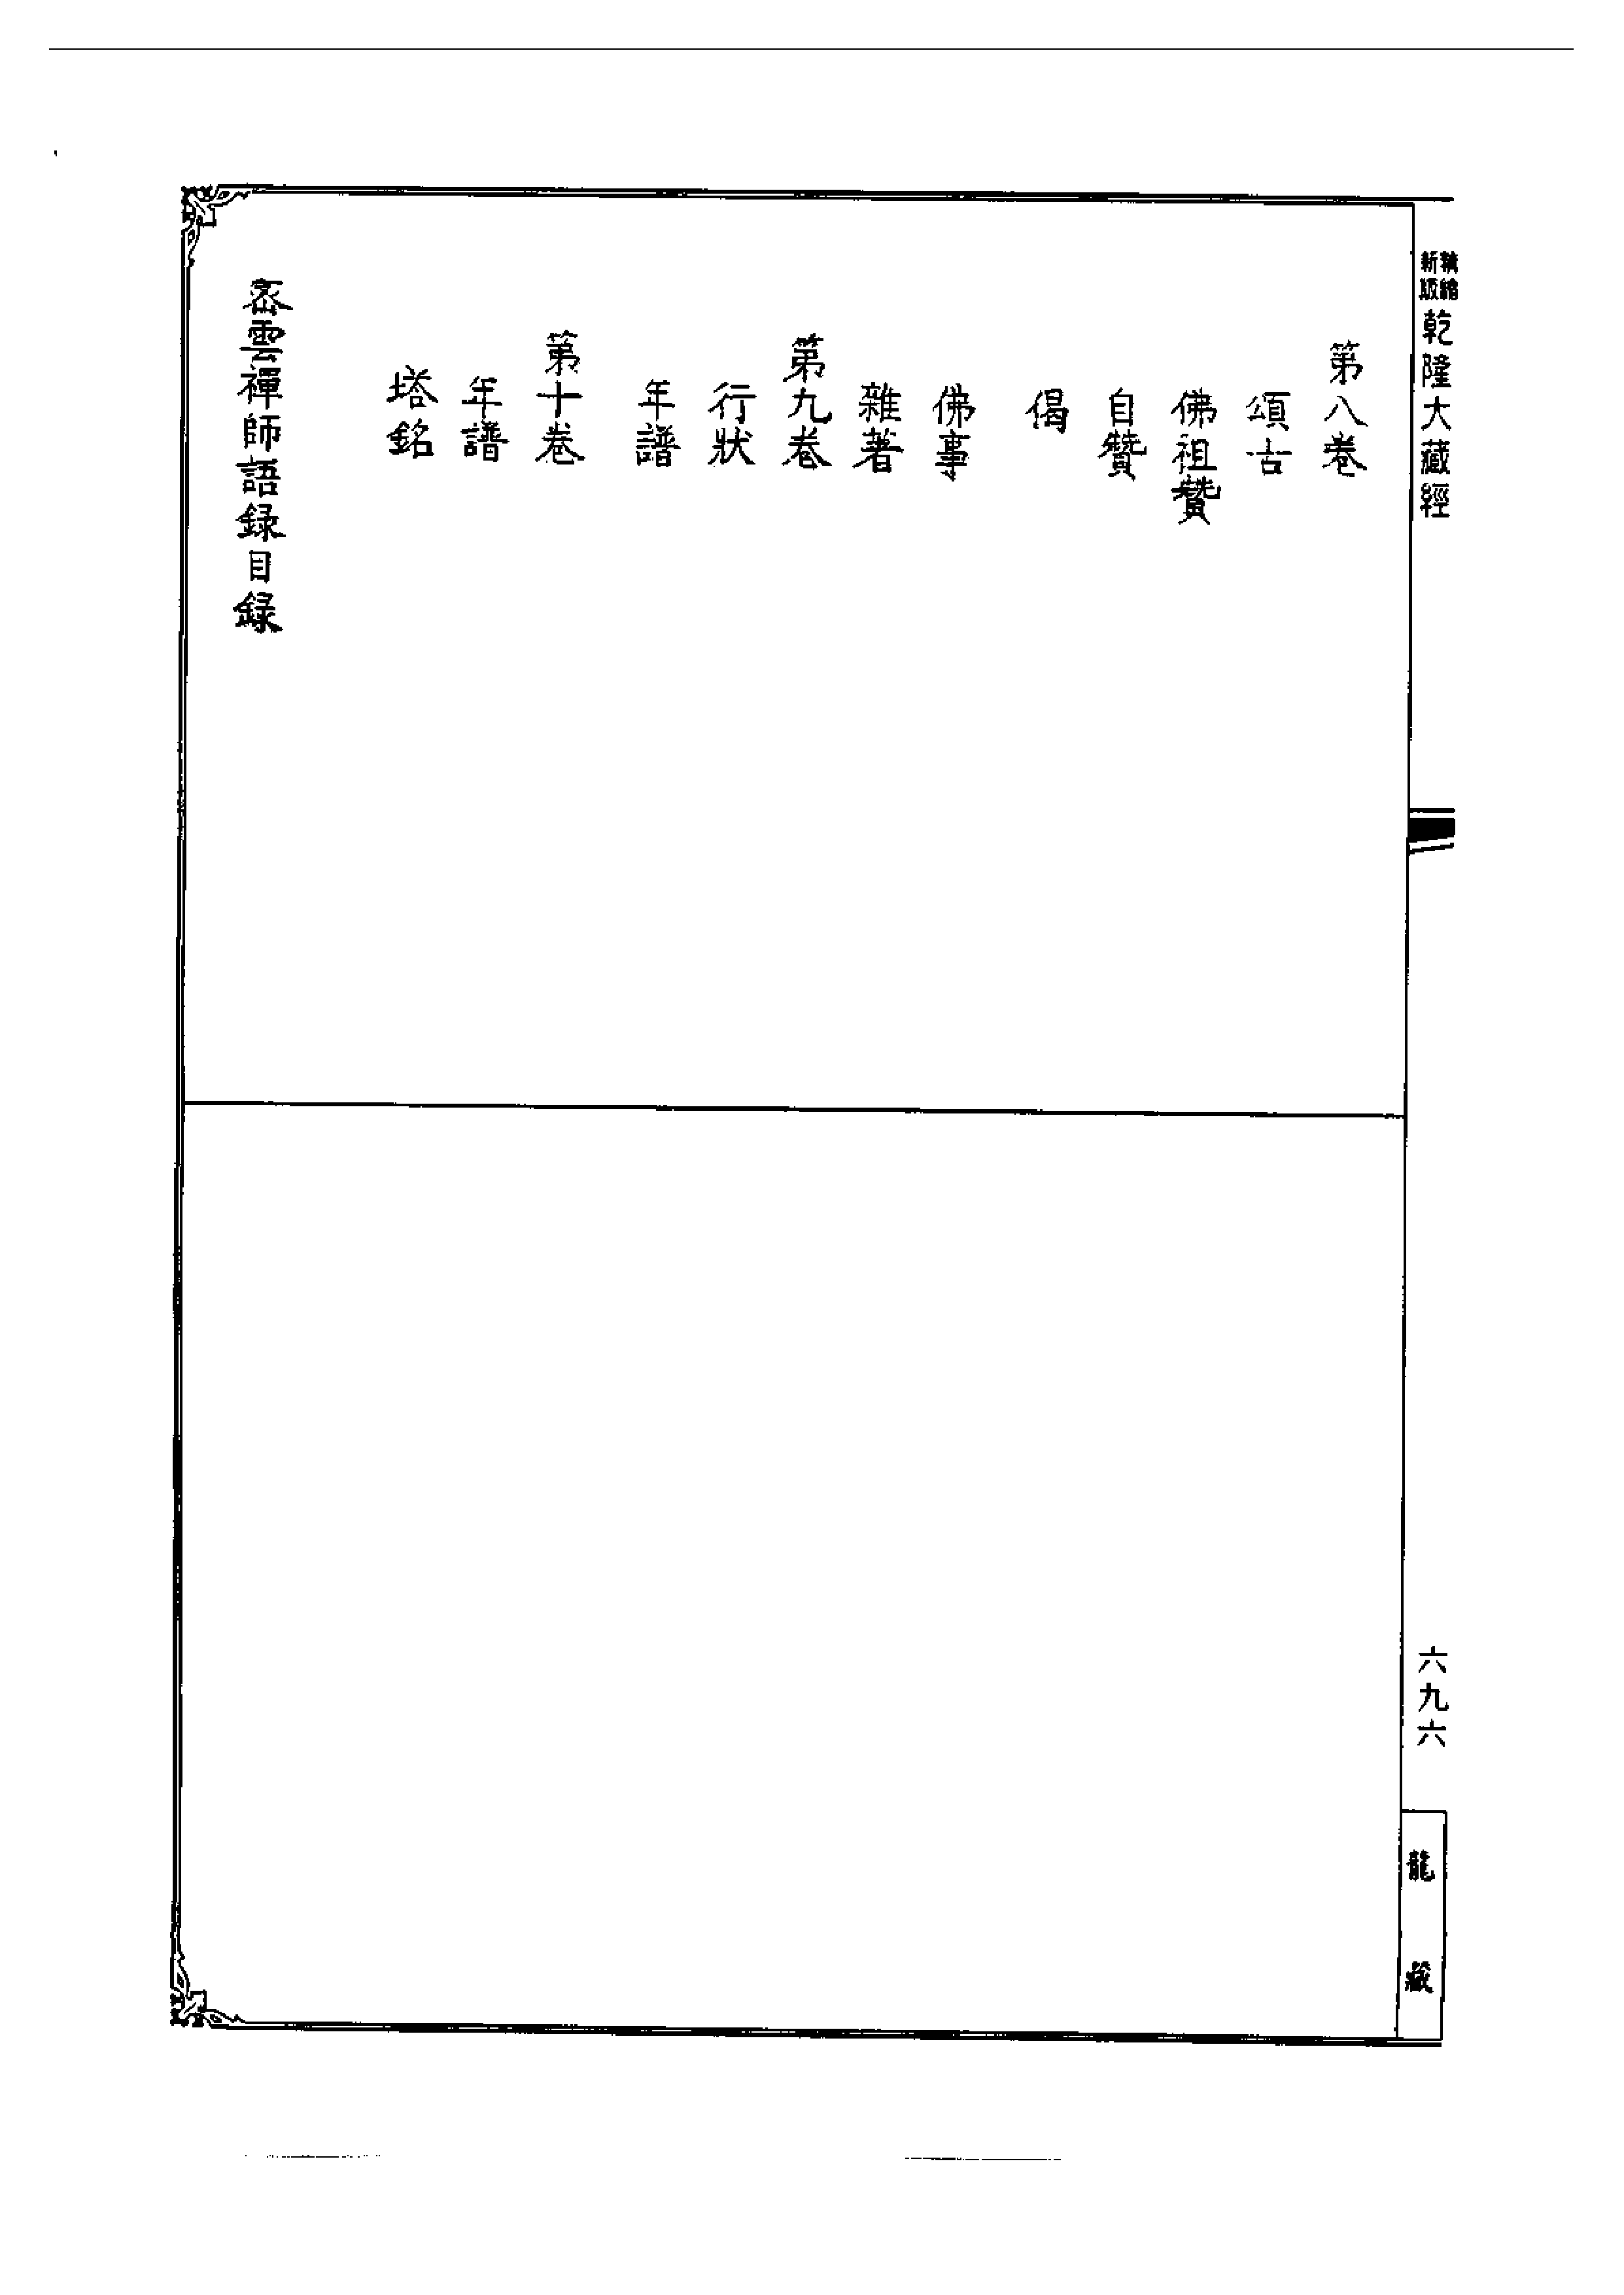 新版
精縮
乾隆大藏經
第八卷
頌古
佛祖贊
自贊
偈
佛事
雜著
第九卷
行狀
年譜
第十卷
年譜
塔銘
密雲禪師語録目録
六九六
龍藏